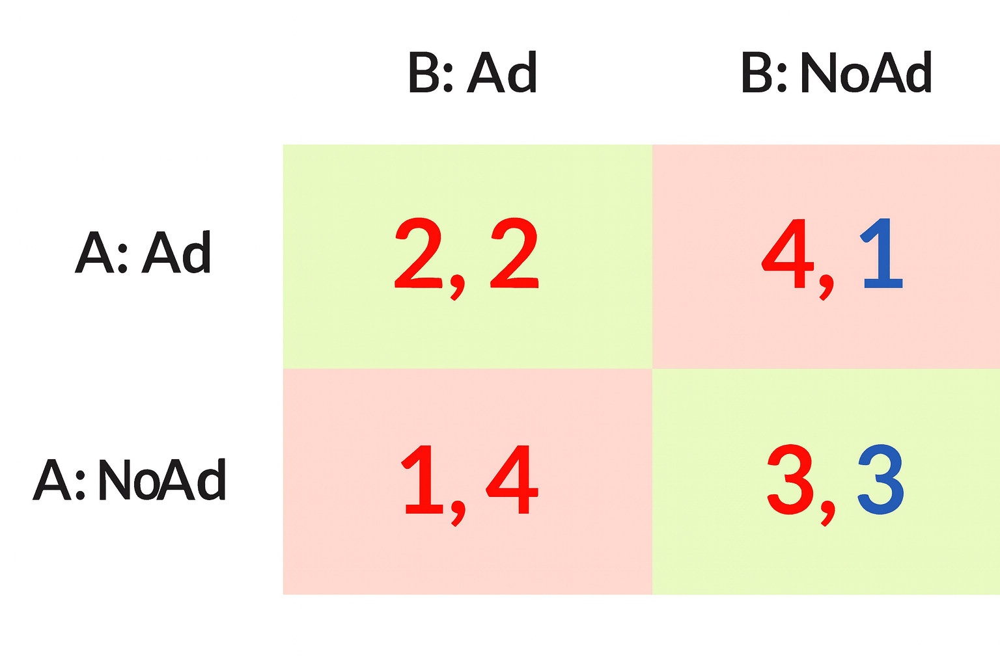 B: Ad B: NoAd
A: Ad 2, 2 4, 1
A: NoAd 1, 4 3, 3